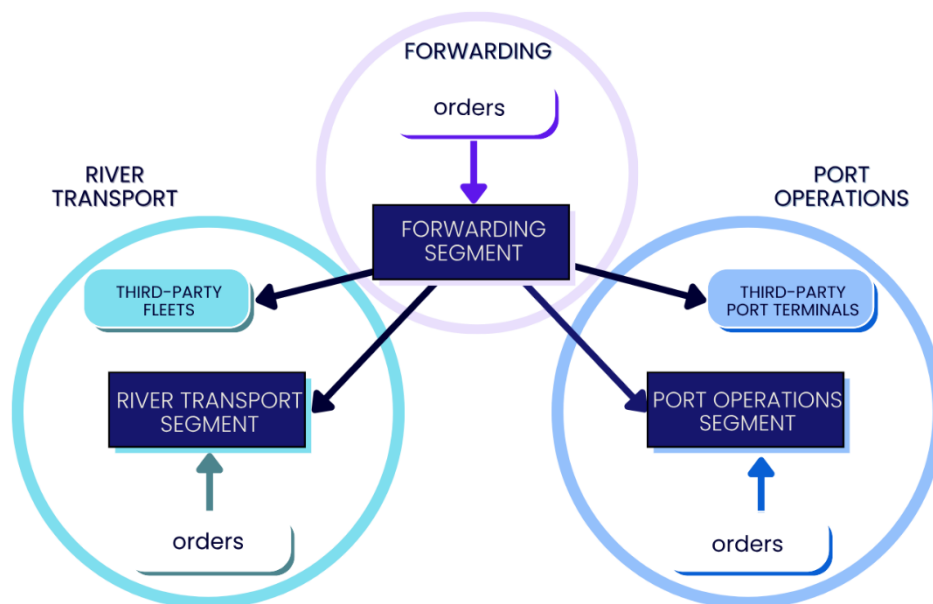 FORWARDING
orders
FORWARDING
SEGMENT
RIVER
TRANSPORT
THIRD-PARTY
FLEETS
RIVER TRANSPORT
SEGMENT
orders
PORT
OPERATIONS
THIRD-PARTY
PORT TERMINALS
PORT OPERATIONS
SEGMENT
orders